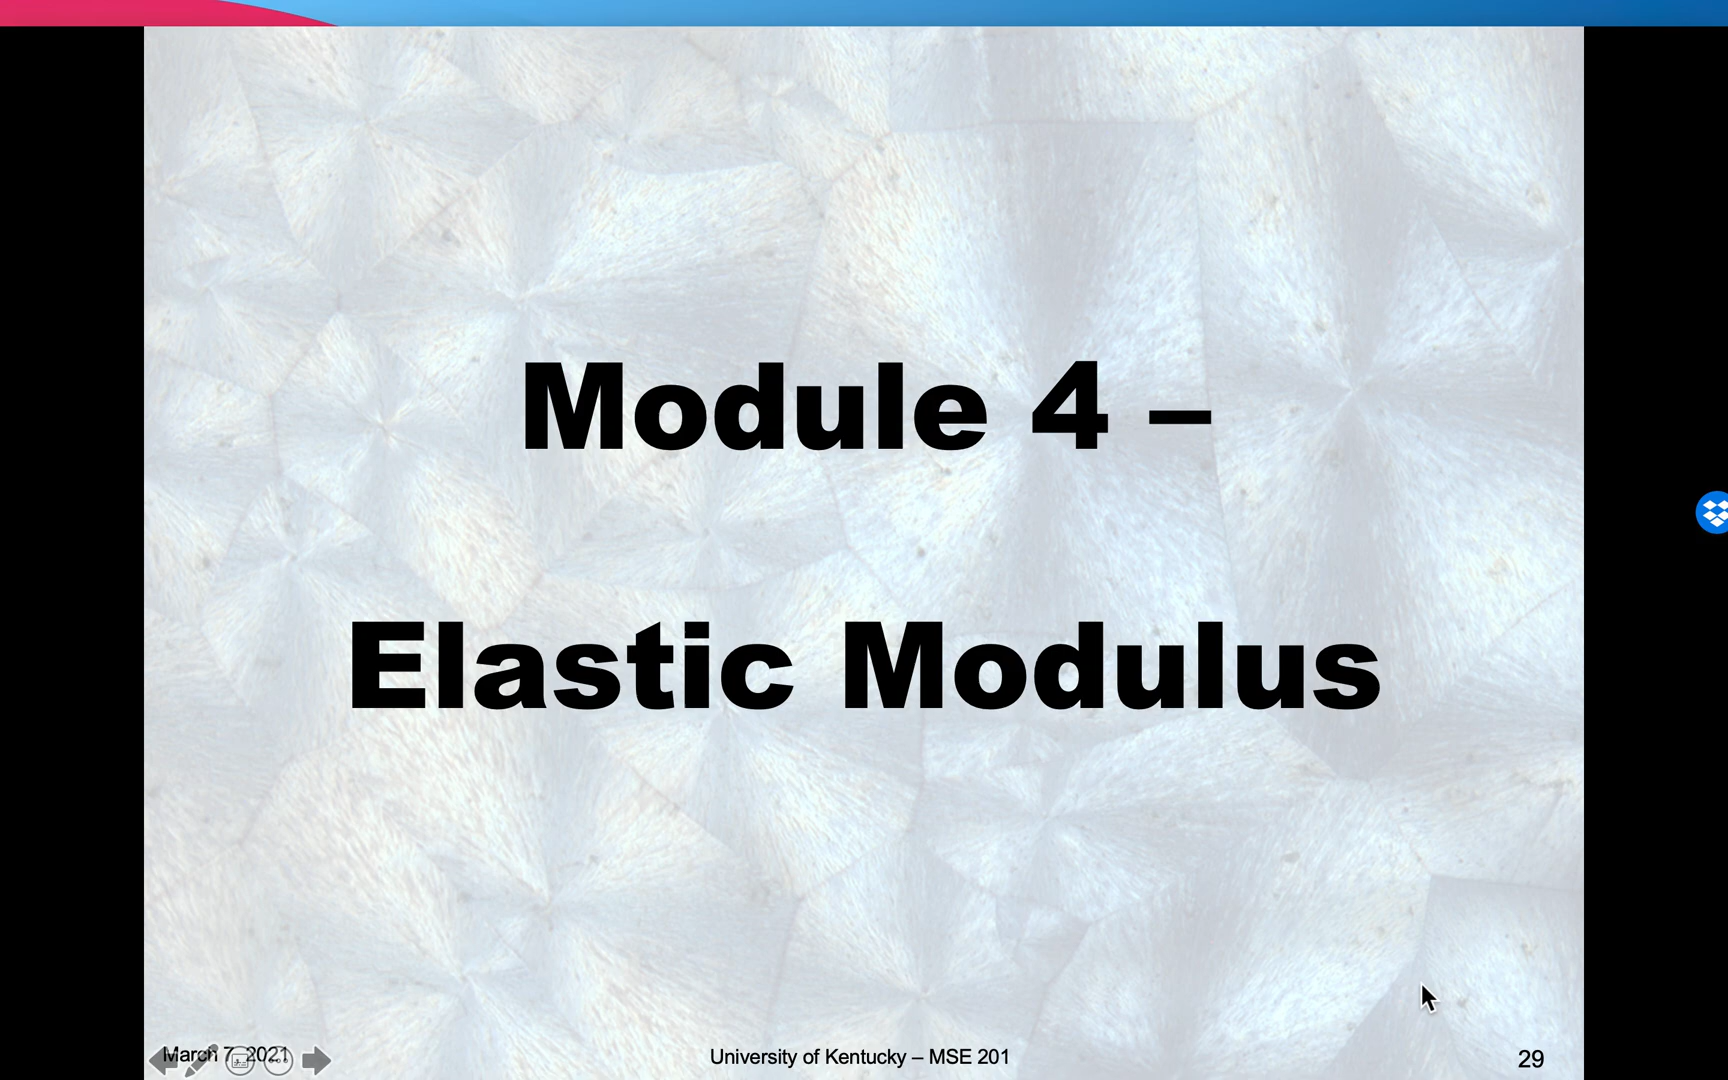 Module 4 –
Elastic Modulus
March 7, 2021
University of Kentucky – MSE 201
29